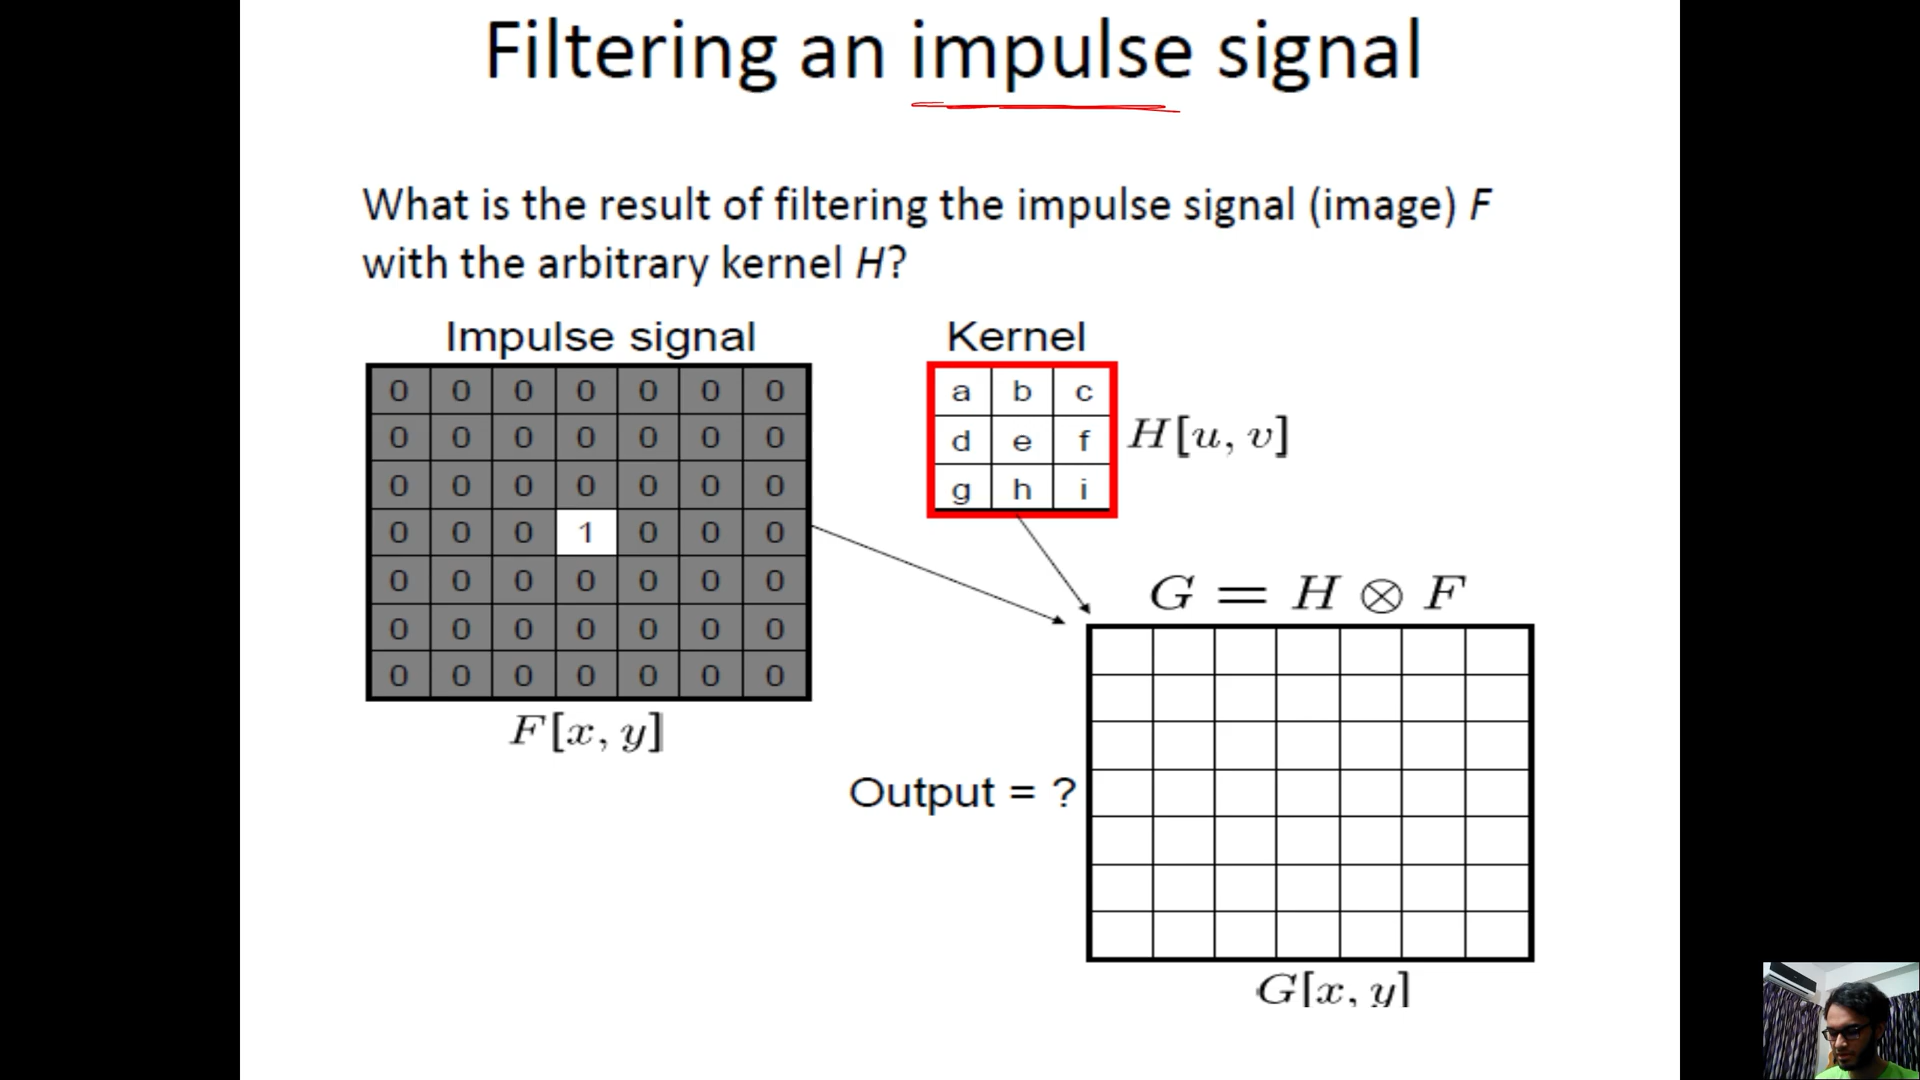 Filtering an impulse signal
What is the result of filtering the impulse signal (image) F
with the arbitrary kernel H?
Impulse signal
0 0 0 0 0 0 0
0 0 0 0 0 0 0
0 0 0 0 0 0 0
0 0 0 1 0 0 0
0 0 0 0 0 0 0
0 0 0 0 0 0 0
0 0 0 0 0 0 0
F[x, y]
Kernel
a b c
d e f
g h i
H[u, v]
G = H ⊗ F
Output = ?
G[x, y]